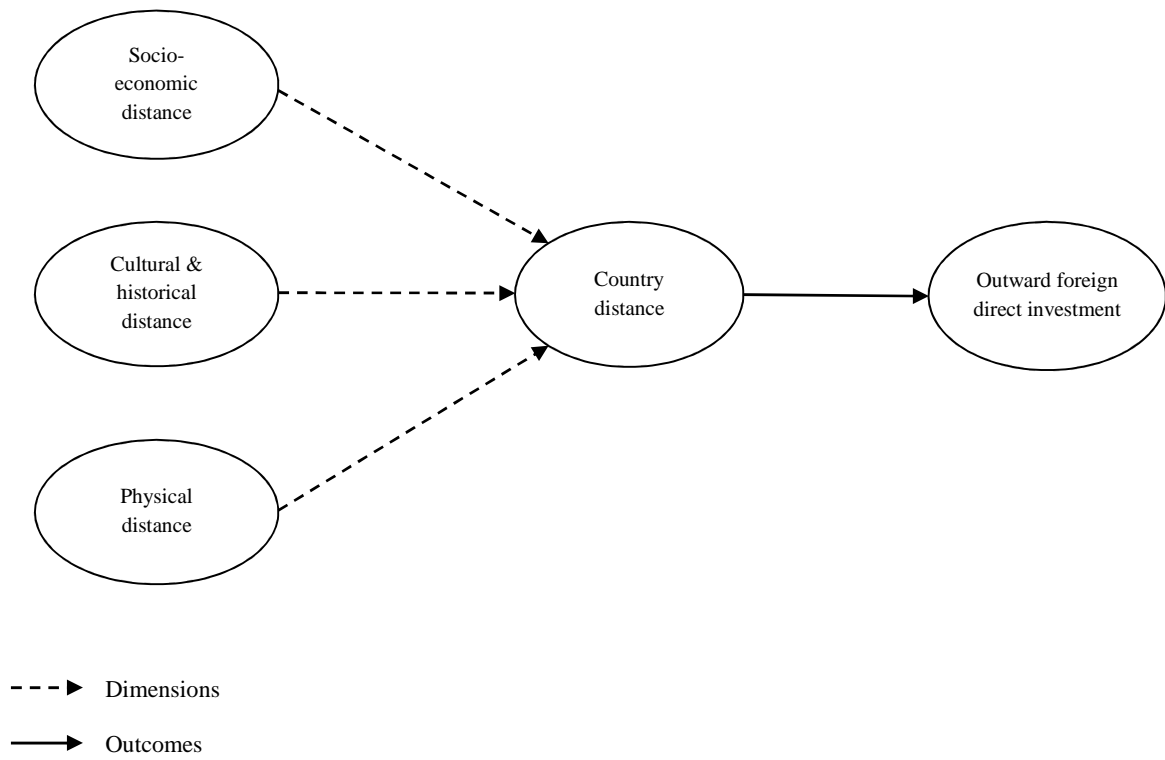 Socio-
economic
distance
Cultural &
historical
distance
Physical
distance
Country
distance
Outward foreign
direct investment
Dimensions
Outcomes